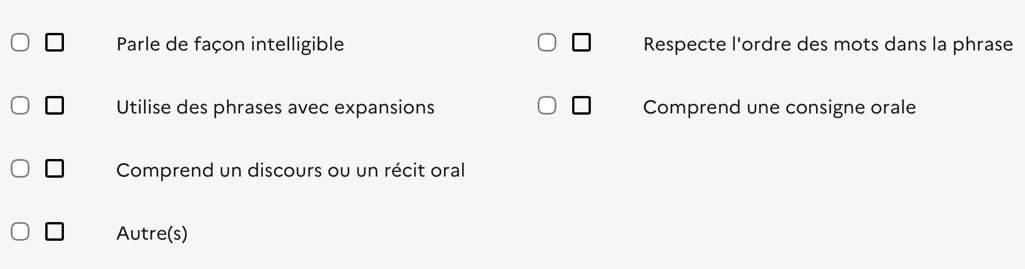 Parle de façon intelligible
Respecte l'ordre des mots dans la phrase
Utilise des phrases avec expansions
Comprend une consigne orale
Comprend un discours ou un récit oral
Autre(s)